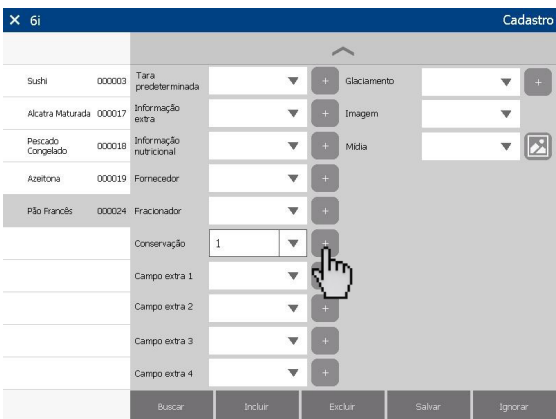 6i Cadastro
Sushi 000003
Alcatra Maturada 000017
Pescado
Congelado 000018
Azeitona 000019
Pão Francês 000024
Tara
predeterminada +
Informação
extra +
Informação
nutricional +
Fornecedor +
Fracionador +
Conservação 1 +
Campo extra 1
Campo extra 2 +
Campo extra 3 +
Campo extra 4 +
Glaciamento +
Imagem
Mídia
Buscar Incluir Excluir Salvar Ignorar